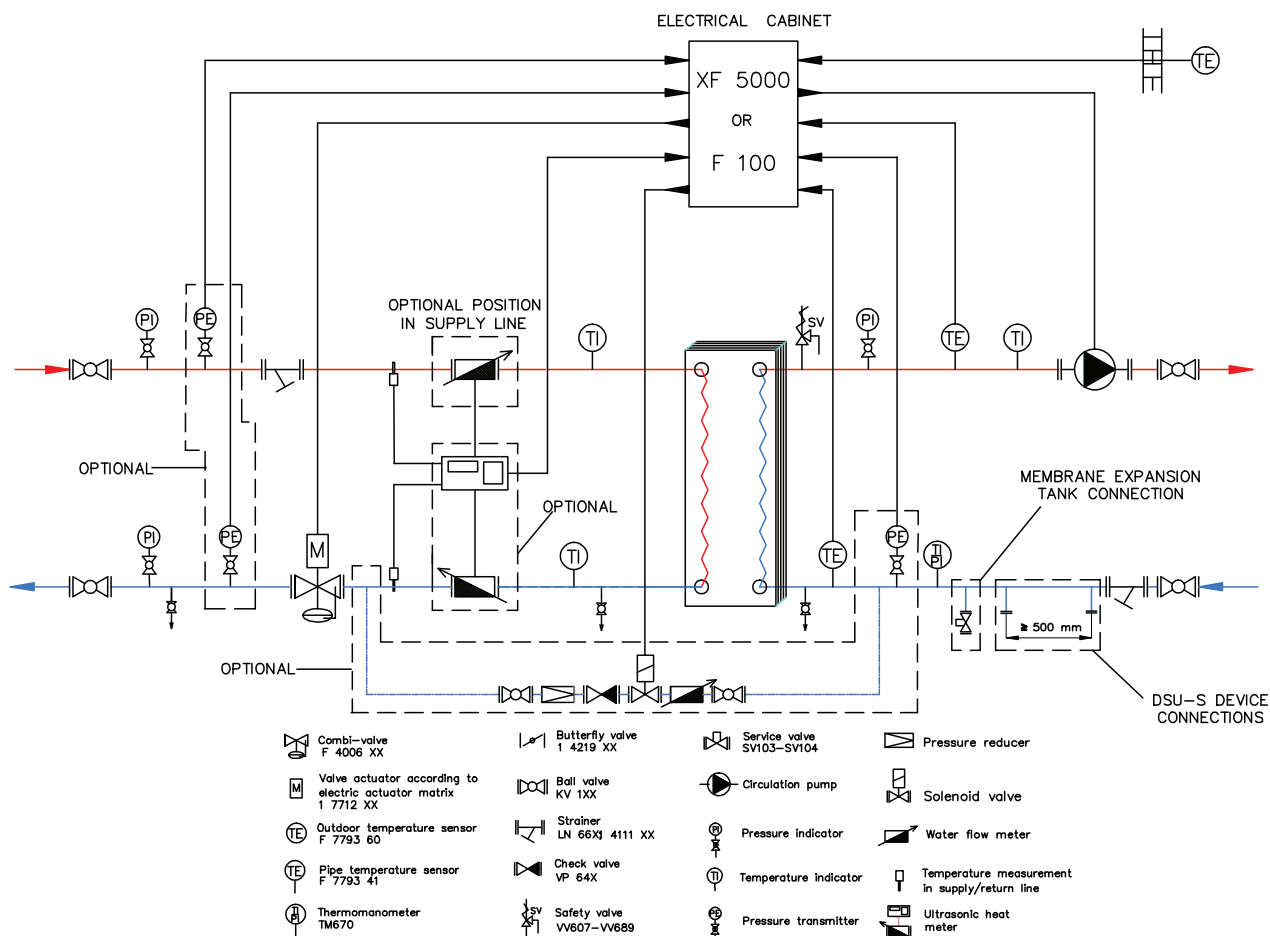 ELECTRICAL CABINET
XF 5000
OR
F 100
TE
OPTIONAL POSITION
IN SUPPLY LINE
PI
PE
TI
SV
PI
TE
TI
OPTIONAL
MEMBRANE EXPANSION
TANK CONNECTION
OPTIONAL
PI
PE
M
TI
TE
PE
TI
PI
≥ 500 mm
OPTIONAL
DSU-S DEVICE
CONNECTIONS
Combi-valve
F 4006 XX
M
Valve actuator according to
electric actuator matrix
1 7712 XX
TE
Outdoor temperature sensor
F 7793 60
TE
Pipe temperature sensor
F 7793 41
TI
PI
Thermomanometer
TM670
Butterfly valve
1 4219 XX
Ball valve
KV 1XX
Strainer
LN 66X; 1 4111 XX
Check valve
VP 64X
SV
Safety valve
VV607-VV689
Service valve
SV103-SV104
Circulation pump
PI
Pressure indicator
TI
Temperature indicator
PE
Pressure transmitter
Pressure reducer
Solenoid valve
Water flow meter
Temperature measurement
in supply/return line
Ultrasonic heat
meter